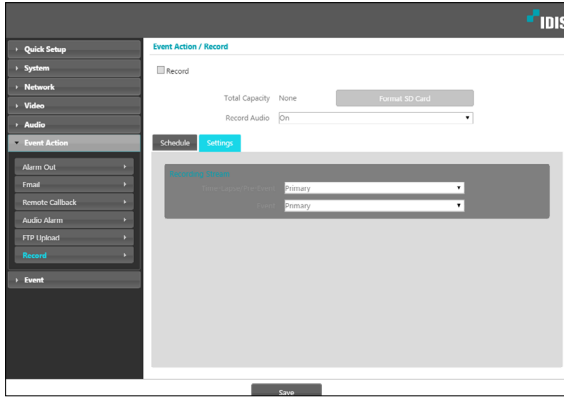 IDIS
Quick Setup
System
Network
Video
Audio
Event Action
Alarm Out
Email
Remote Callback
Audio Alarm
FTP Upload
Record
Event
Event Action / Record
Record
Total Capacity None Format SD Card
Record Audio On
Schedule Settings
Recording Stream
Primary
Event Primary
Save